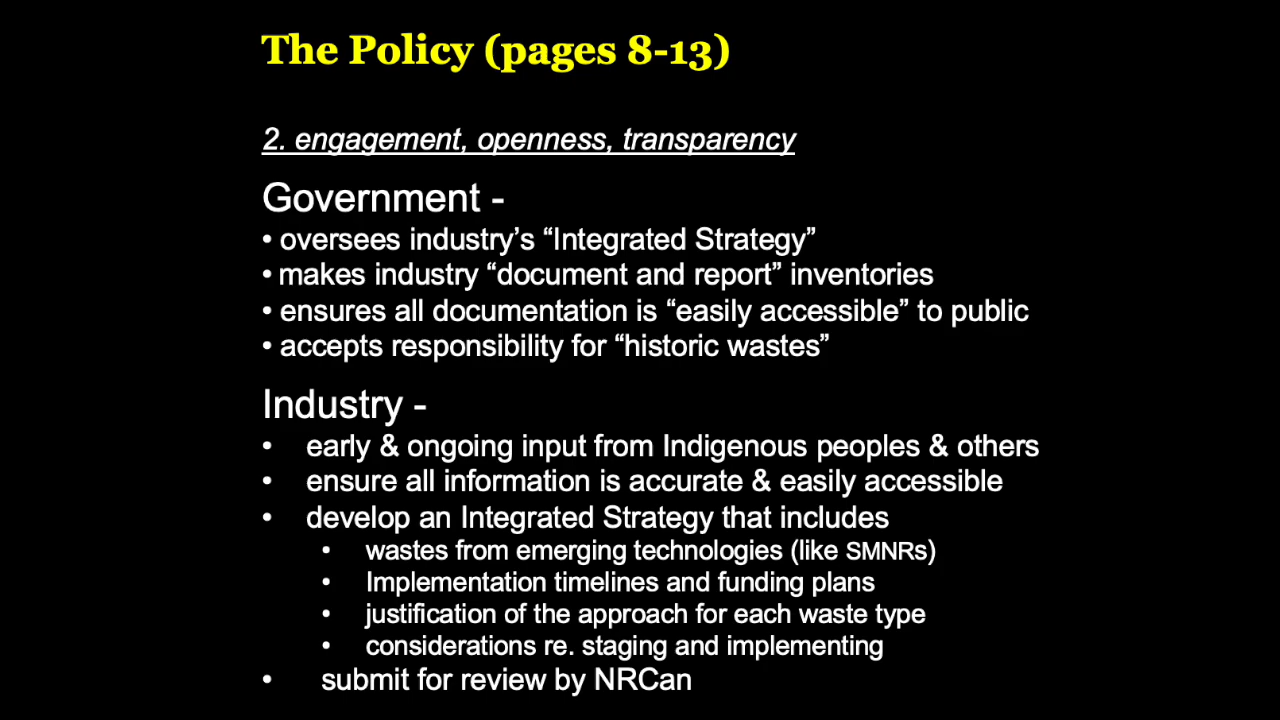 The Policy (pages 8-13)
2. engagement, openness, transparency
Government -
• oversees industry’s “Integrated Strategy”
• makes industry “document and report” inventories
• ensures all documentation is “easily accessible” to public
• accepts responsibility for “historic wastes”
Industry -
• early & ongoing input from Indigenous peoples & others
• ensure all information is accurate & easily accessible
• develop an Integrated Strategy that includes
• wastes from emerging technologies (like SMNRs)
• Implementation timelines and funding plans
• justification of the approach for each waste type
• considerations re. staging and implementing
• submit for review by NRCan